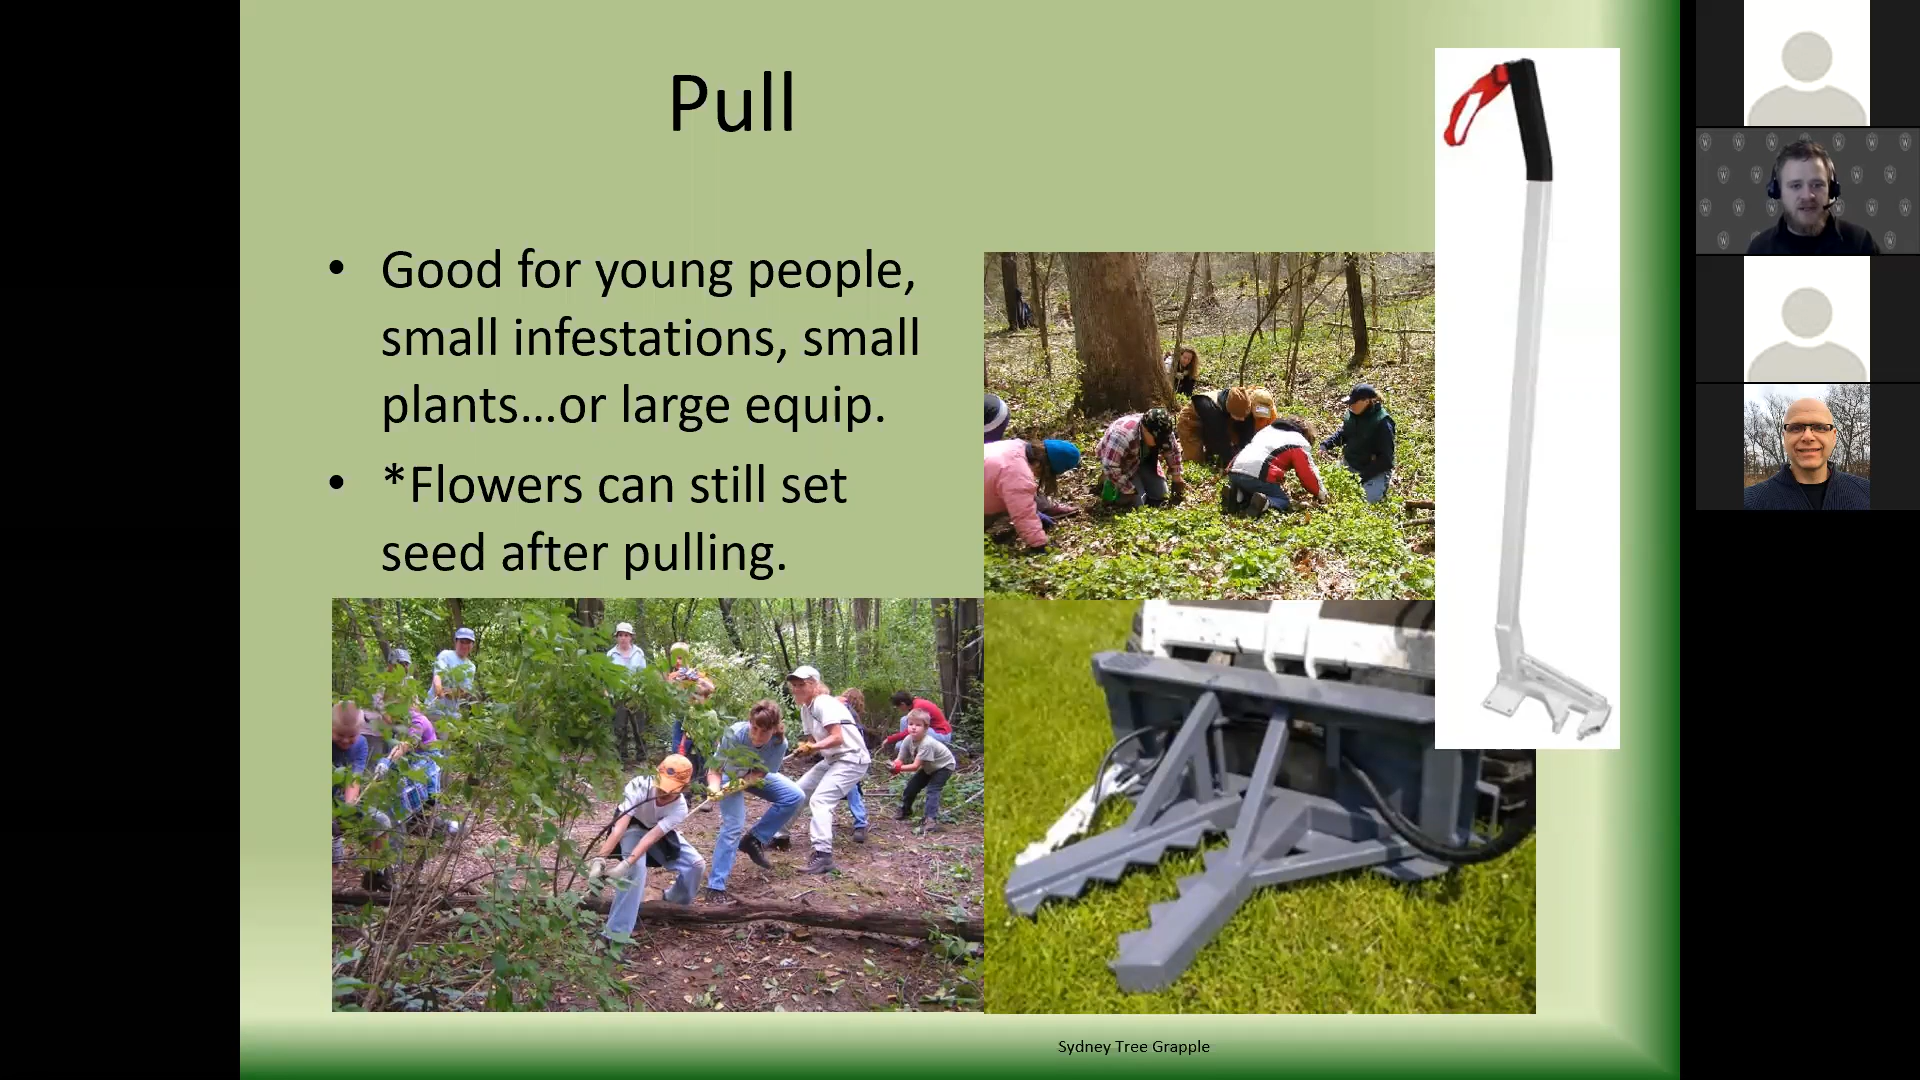 Pull
• Good for young people,
small infestations, small
plants...or large equip.
• *Flowers can still set
seed after pulling.
Sydney Tree Grapple